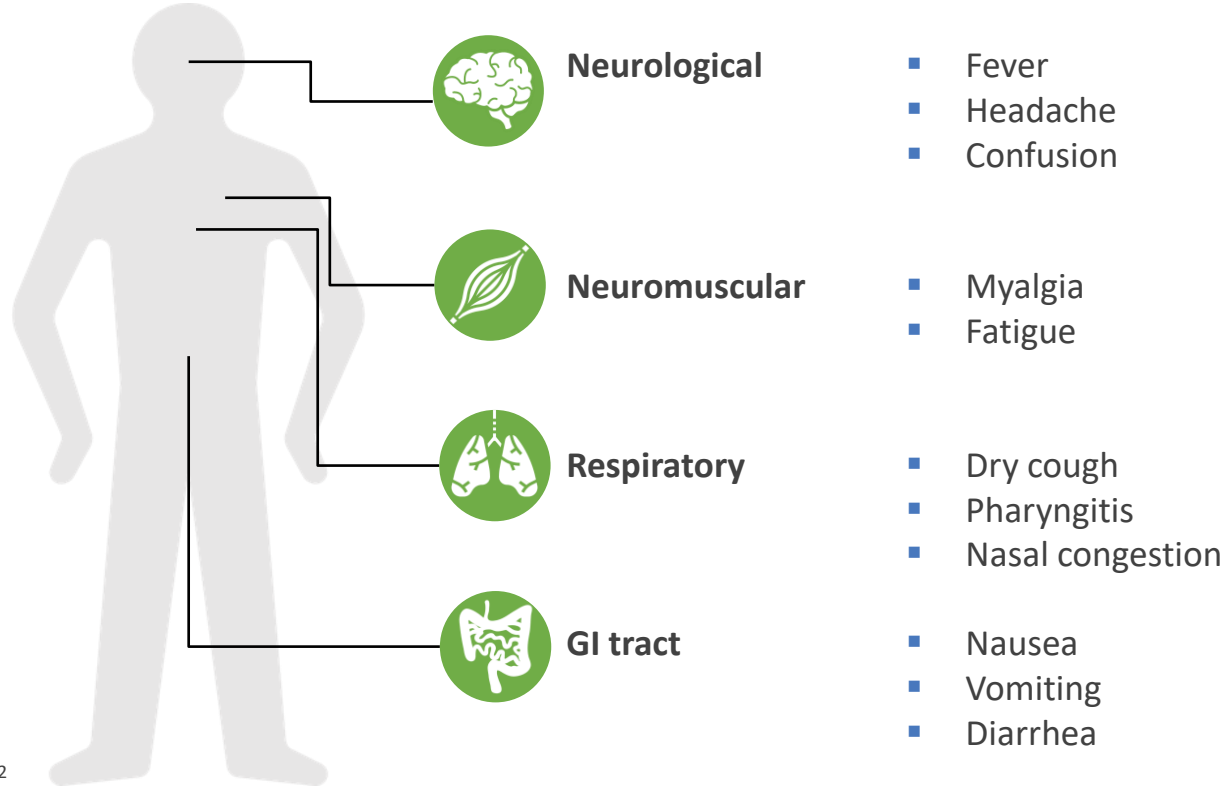 Neurological
Fever
Headache
Confusion
Neuromuscular
Myalgia
Fatigue
Respiratory
Dry cough
Pharyngitis
Nasal congestion
GI tract
Nausea
Vomiting
Diarrhea
2